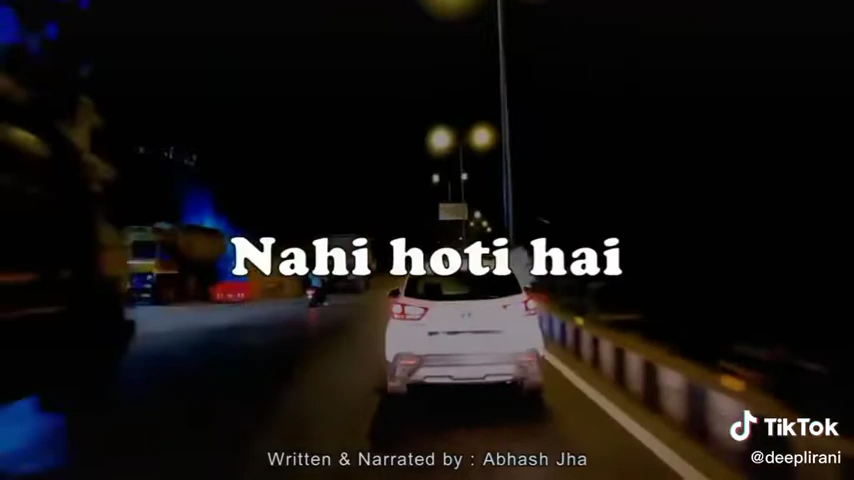 Nahi hoti hai
TikTok
@deeplirani
Written & Narrated by : Abhash Jha